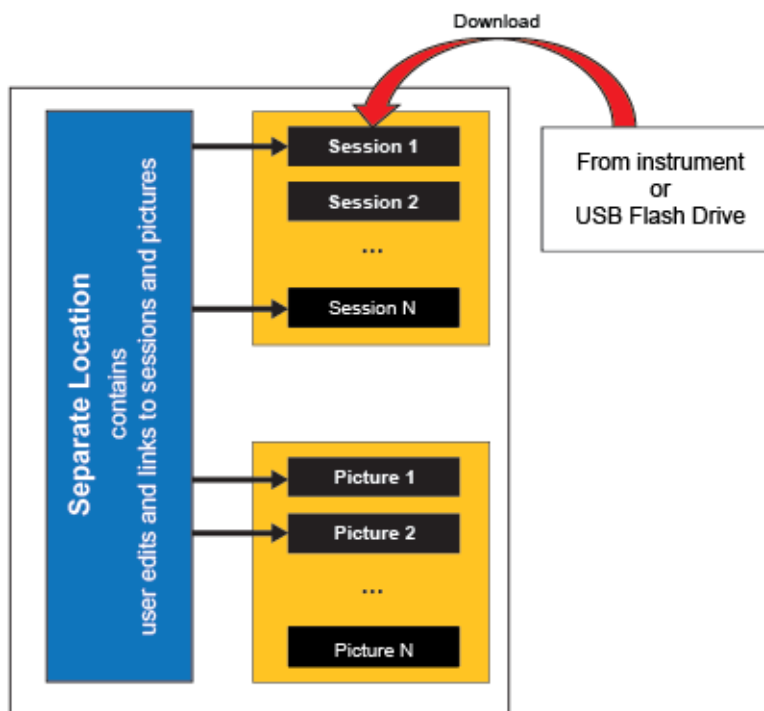 Download
From instrument
or
USB Flash Drive
Separate Location
contains
user edits and links to sessions and pictures
Session 1
Session 2
...
Session N
Picture 1
Picture 2
...
Picture N